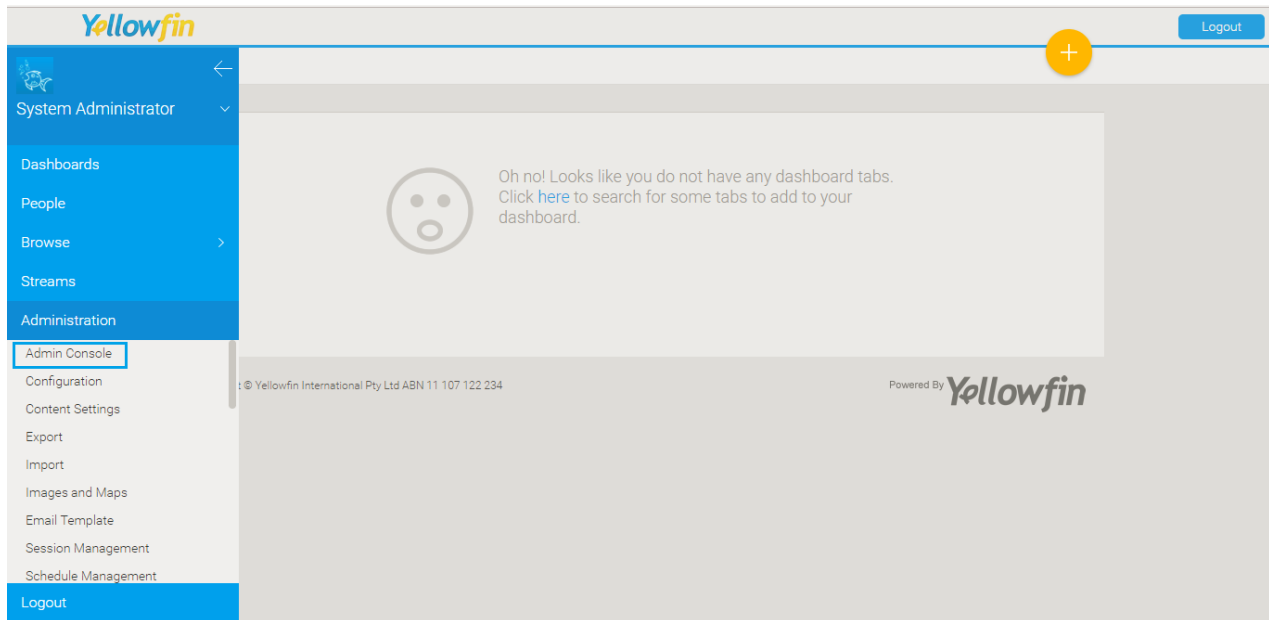 Yellowfin
Logout
System Administrator
Dashboards
People
Browse
Streams
Administration
Admin Console
Configuration
Content Settings
Export
Import
Images and Maps
Email Template
Session Management
Schedule Management
Logout
Oh no! Looks like you do not have any dashboard tabs.
Click here to search for some tabs to add to your
dashboard.
© Yellowfin International Pty Ltd ABN 11 107 122 234
Powered By Yellowfin